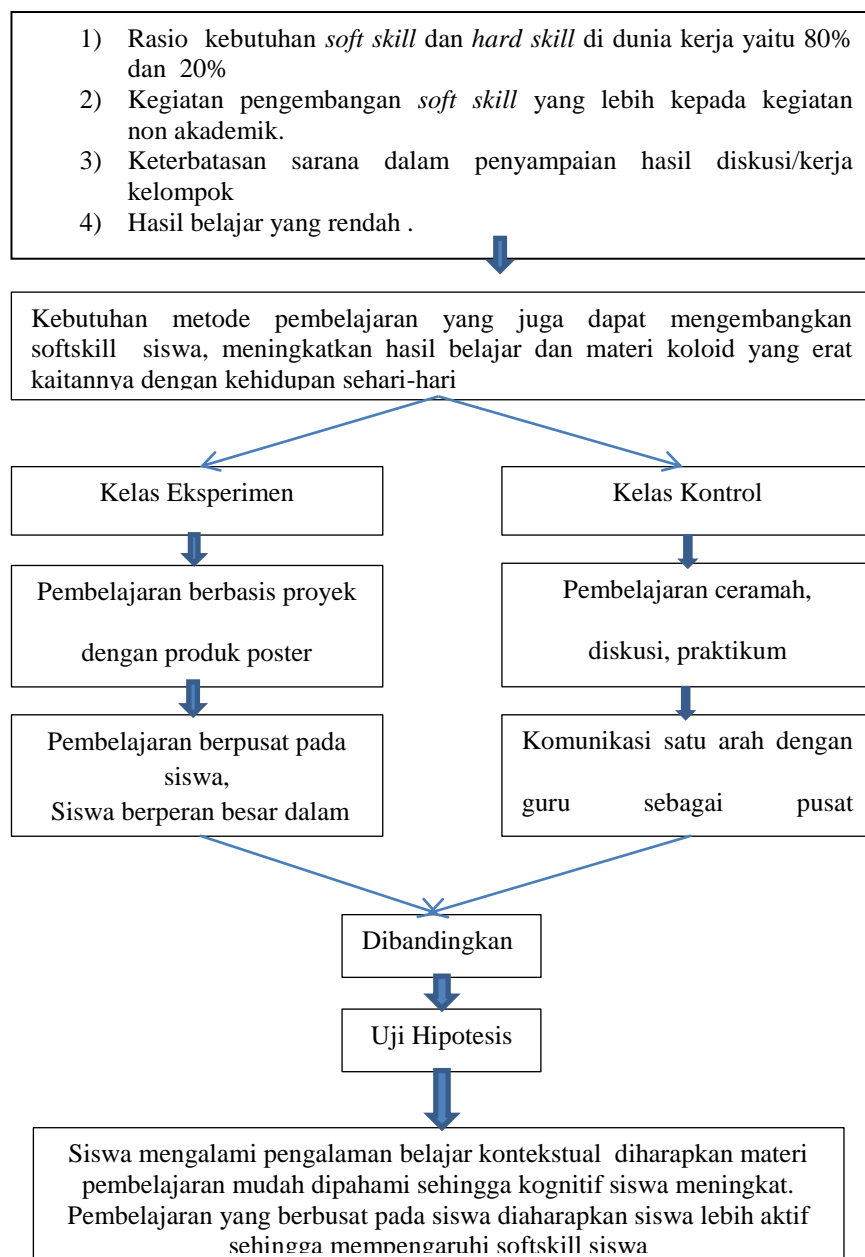 1) Rasio kebutuhan soft skill dan hard skill di dunia kerja yaitu 80%
dan 20%
2) Kegiatan pengembangan soft skill yang lebih kepada kegiatan
non akademik.
3) Keterbatasan sarana dalam penyampaian hasil diskusi/kerja
kelompok
4) Hasil belajar yang rendah .
Kebutuhan metode pembelajaran yang juga dapat mengembangkan
softskill siswa, meningkatkan hasil belajar dan materi koloid yang erat
kaitannya dengan kehidupan sehari-hari
Kelas Eksperimen
Kelas Kontrol
Pembelajaran berbasis proyek
dengan produk poster
Pembelajaran ceramah,
diskusi, praktikum
Pembelajaran berpusat pada
siswa,
Siswa berperan besar dalam
Komunikasi satu arah dengan
guru sebagai pusat
Dibandingkan
Uji Hipotesis
Siswa mengalami pengalaman belajar kontekstual diharapkan materi
pembelajaran mudah dipahami sehingga kognitif siswa meningkat.
Pembelajaran yang berbusat pada siswa diaharapkan siswa lebih aktif
sehingga mempengaruhi softskill siswa